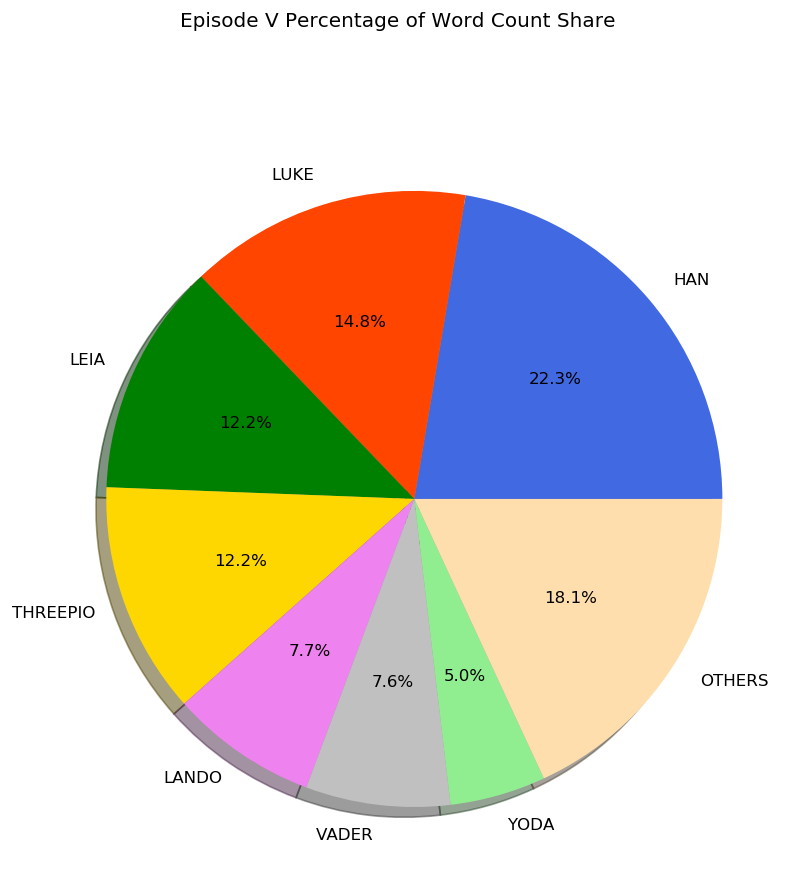 Episode V Percentage of Word Count Share
LUKE
HAN
14.8%
22.3%
LEIA
12.2%
12.2%
THREEPIO
18.1%
7.7%
7.6%
5.0%
OTHERS
LANDO
VADER
YODA